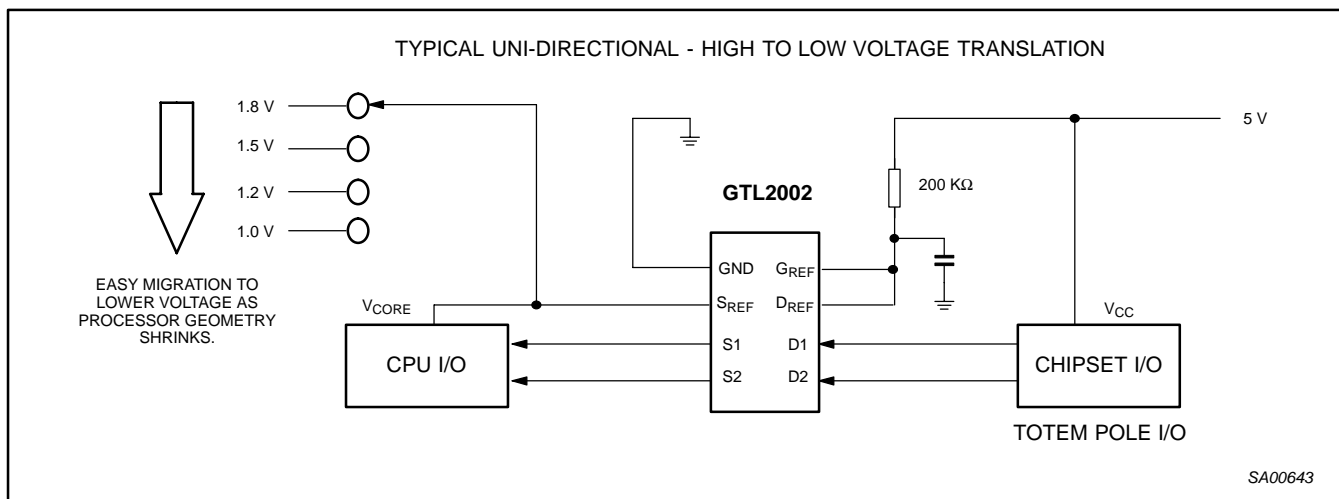 TYPICAL UNI-DIRECTIONAL - HIGH TO LOW VOLTAGE TRANSLATION
1.8 V
1.5 V
1.2 V
1.0 V
5 V
200 KΩ
GTL2002
EASY MIGRATION TO
LOWER VOLTAGE AS
PROCESSOR GEOMETRY
SHRINKS.
GND
GREF
SREF
DREF
S1
D1
S2
D2
VCORE
CPU I/O
VCC
CHIPSET I/O
TOTEM POLE I/O
SA00643